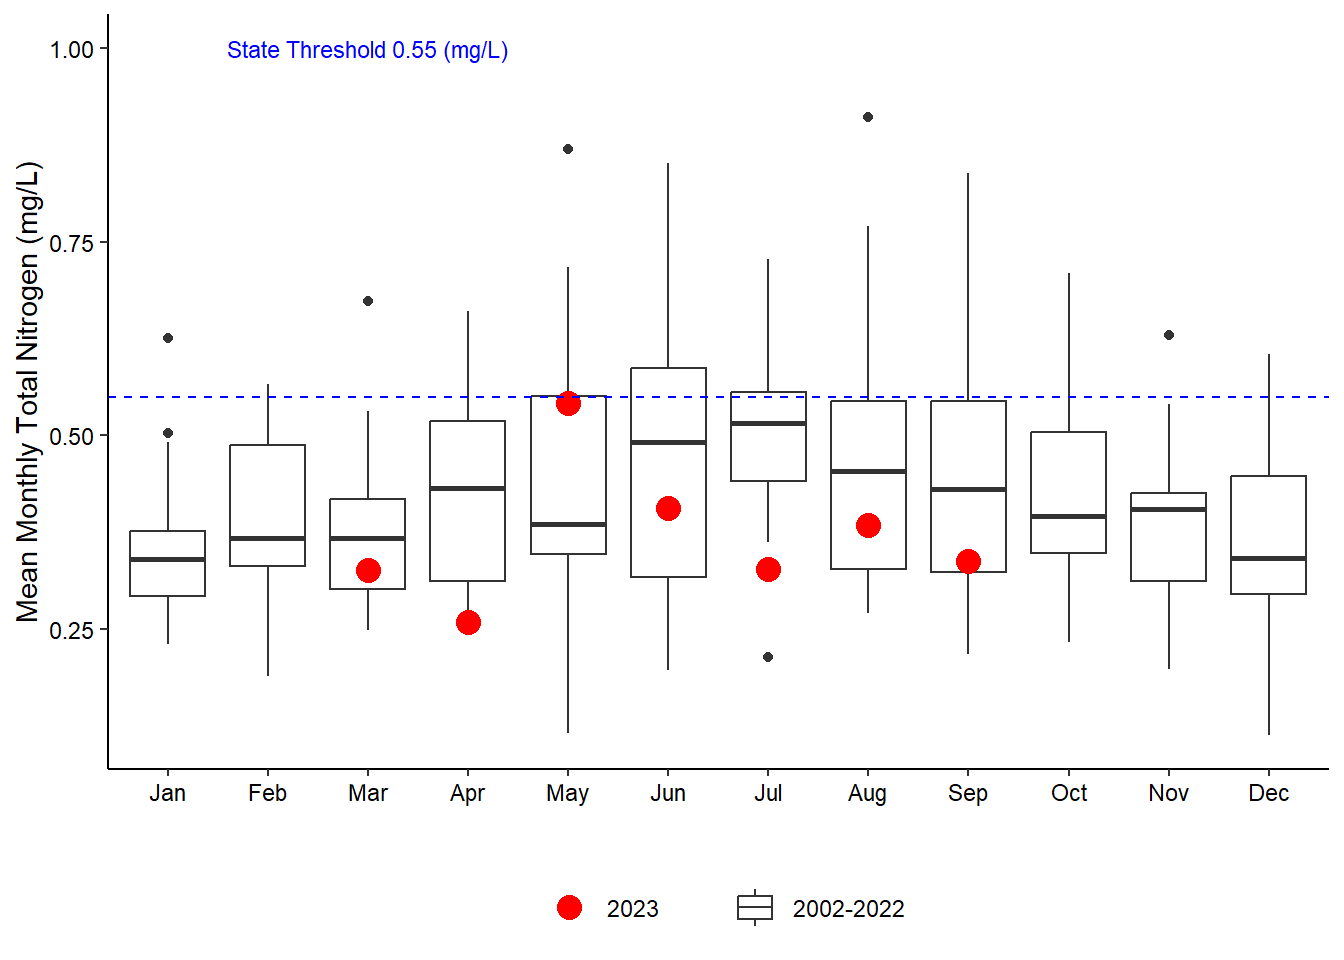 State Threshold 0.55 (mg/L)
Mean Monthly Total Nitrogen (mg/L)
1.00
0.75
0.50
0.25
Jan Feb Mar Apr May Jun Jul Aug Sep Oct Nov Dec
2023 2002-2022